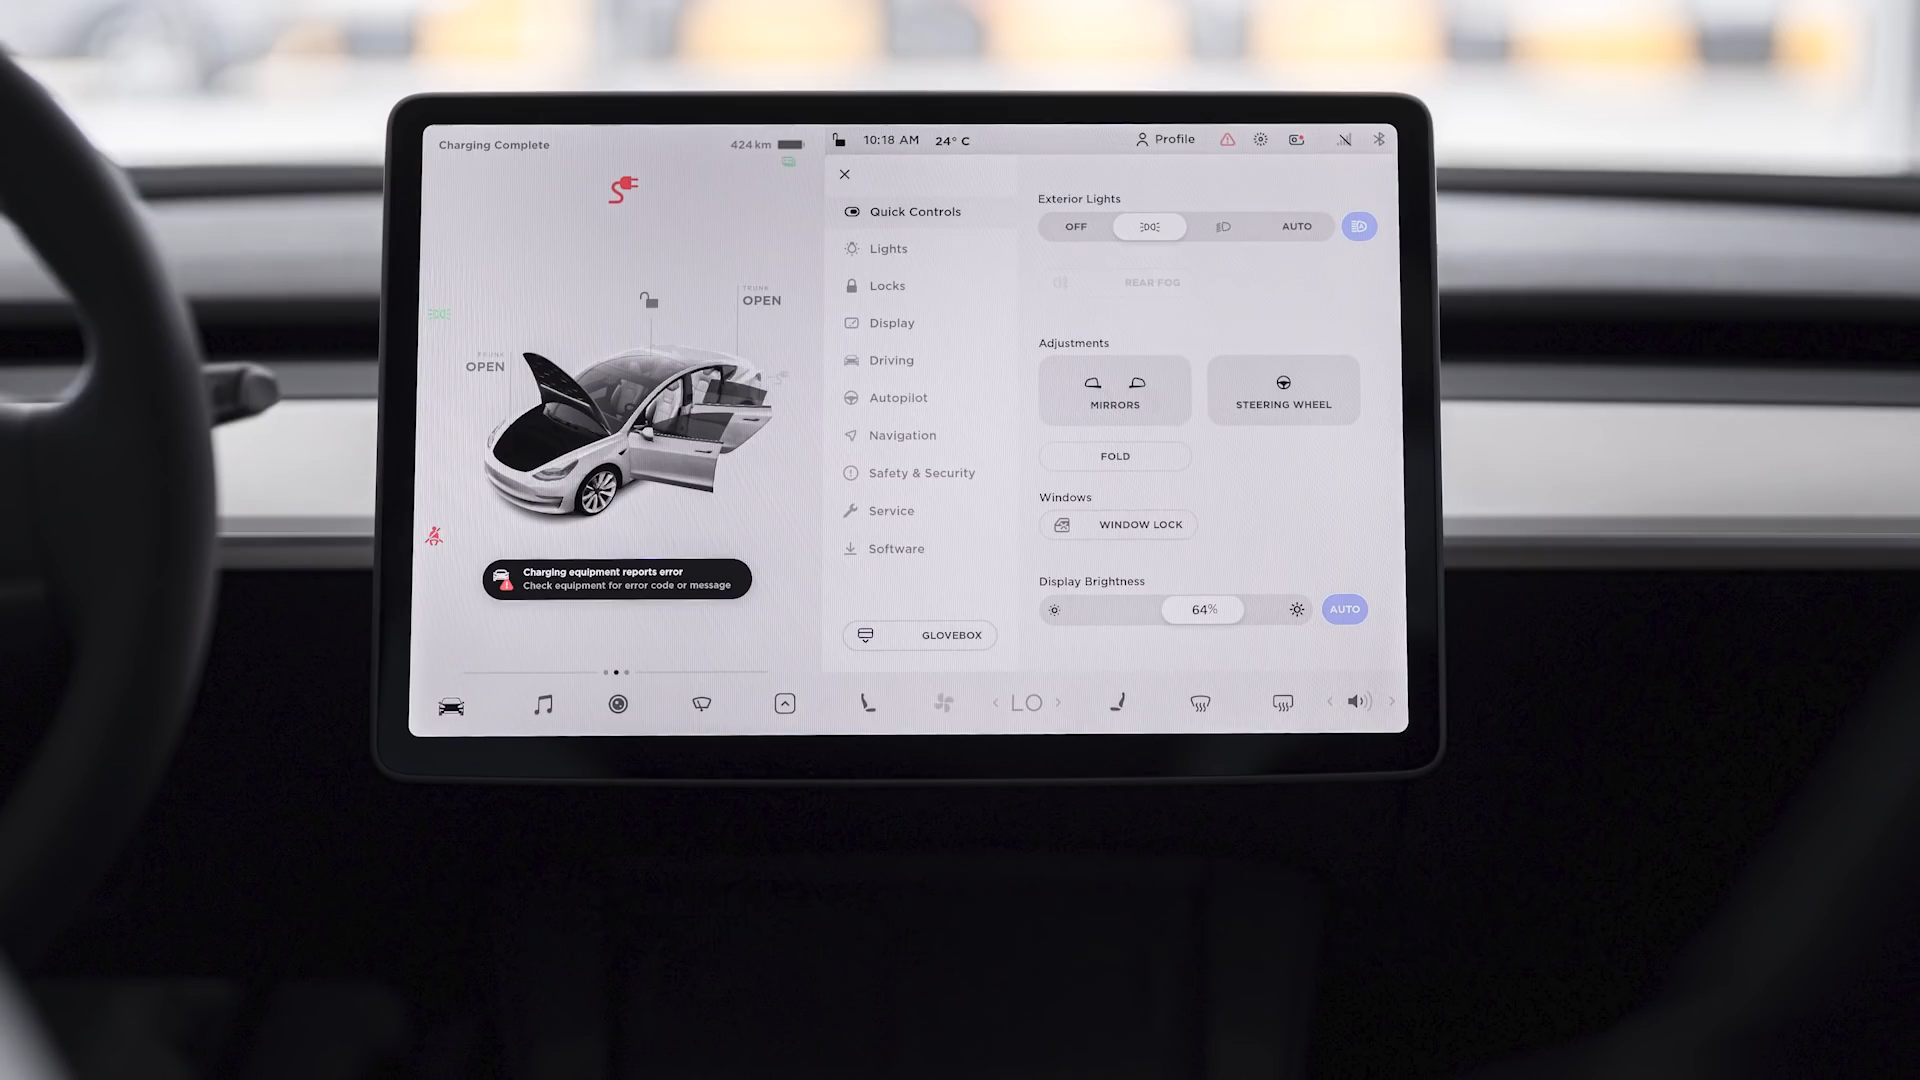 Charging Complete
424 km
10:18 AM
24° C
Profile
TRUNK
OPEN
OPEN
Charging equipment reports error
Check equipment for error code or message
Quick Controls
Lights
Locks
Display
Driving
Autopilot
Navigation
Safety & Security
Service
Software
GLOVEBOX
Exterior Lights
OFF
AUTO
REAR FOG
Adjustments
MIRRORS
STEERING WHEEL
FOLD
Windows
WINDOW LOCK
Display Brightness
64%
AUTO
LO